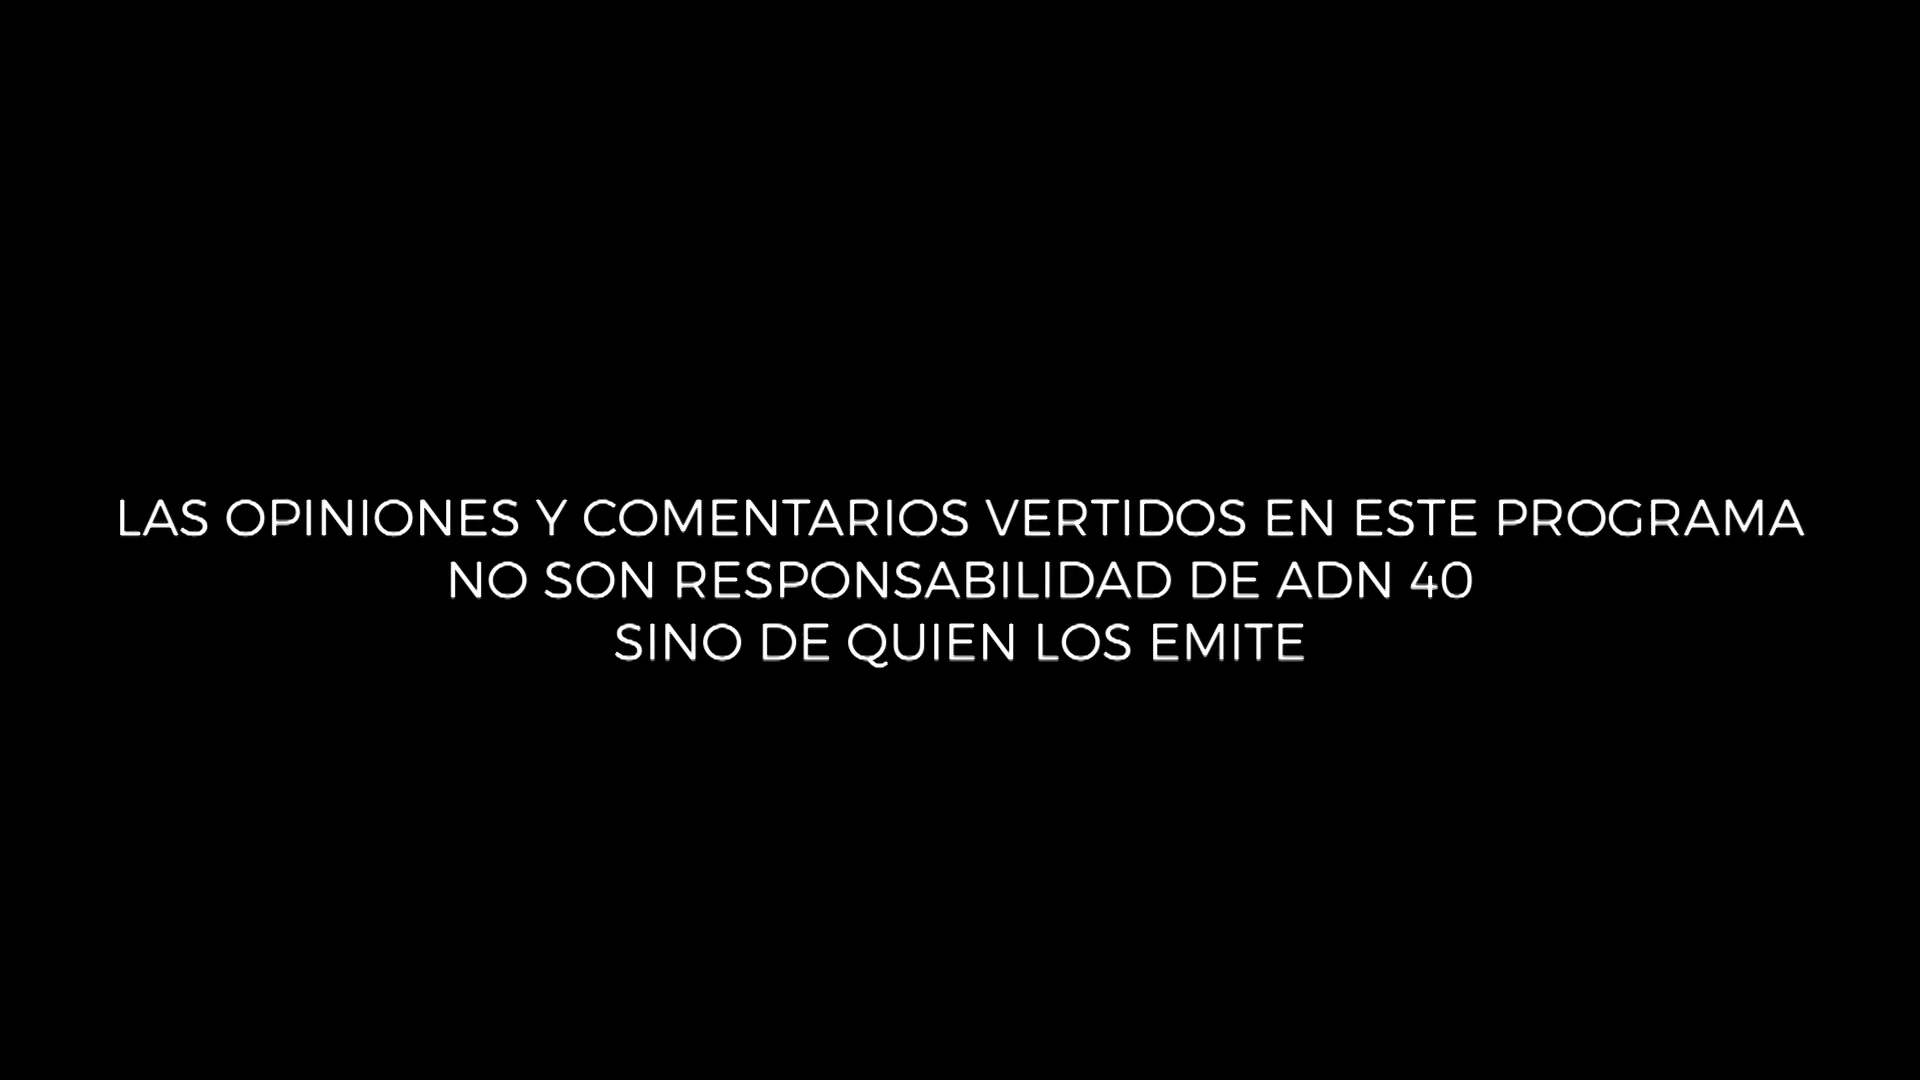 LAS OPINIONES Y COMENTARIOS VERTIDOS EN ESTE PROGRAMA
NO SON RESPONSABILIDAD DE ADN 40
SINO DE QUIEN LOS EMITE